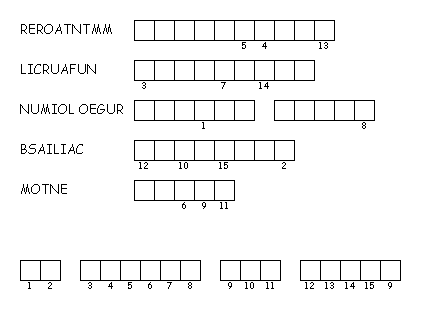 REROATNTMM
5 4 13
LICRUAFUN
3 7 14
NUMIOL OEGUR
1 8
BSAILIAC
12 10 15 2
MOTNE
6 9 11
1 2 3 4 5 6 7 8 9 10 11 12 13 14 15 9